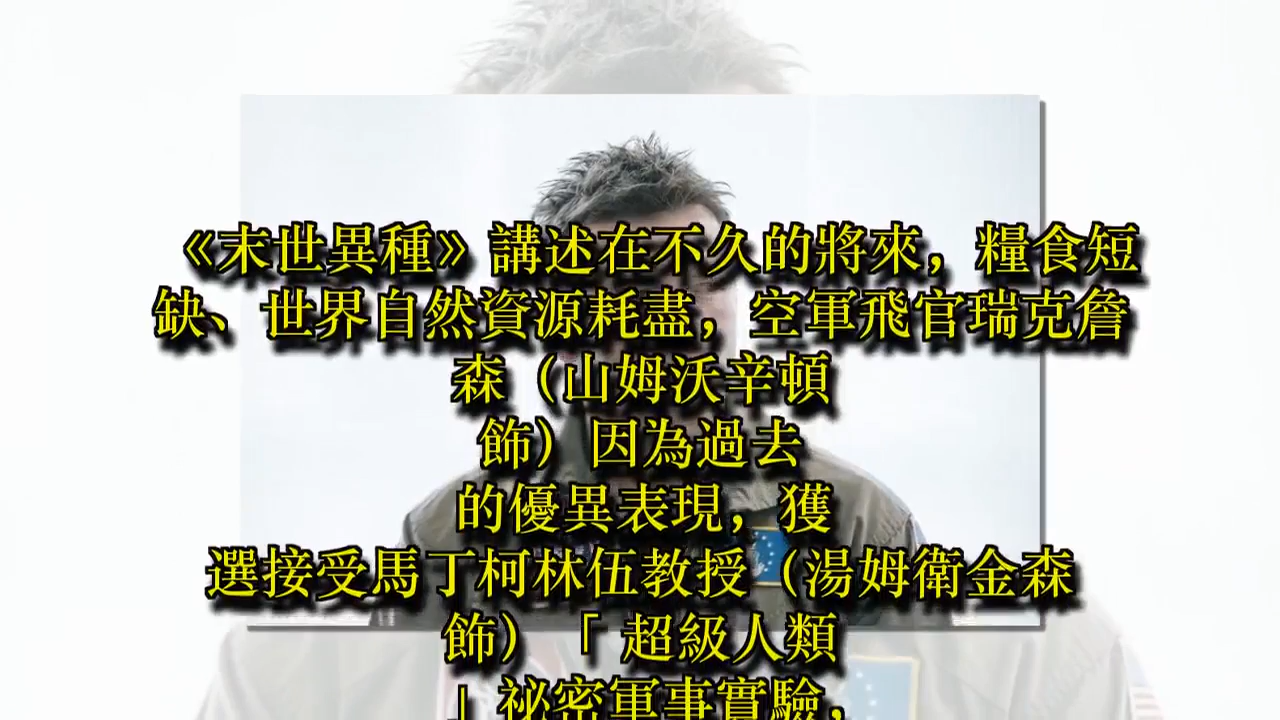 《末世異種》講述在不久的將來，糧食短
缺、世界自然資源耗盡，空軍飛官瑞克詹
森（山姆沃辛頓
飾）因為過去
的優異表現，獲
選接受馬丁柯林伍教授（湯姆衛金森
飾）「 超級人類
」祕密軍事實驗，